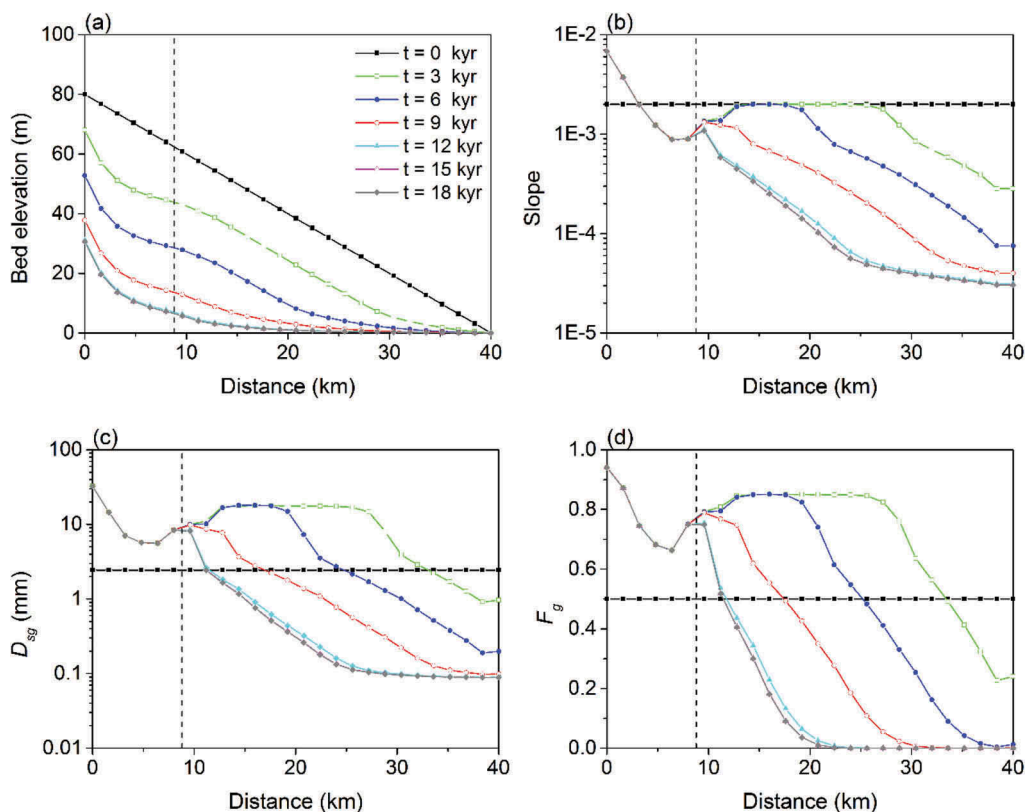 (a)
Bed elevation (m)
100
80
60
40
20
0
t = 0 kyr
t = 3 kyr
t = 6 kyr
t = 9 kyr
t = 12 kyr
t = 15 kyr
t = 18 kyr
0 10 20 30 40
Distance (km)
(b)
Slope
1E-2
1E-3
1E-4
1E-5
0 10 20 30 40
Distance (km)
(c)
Dsg (mm)
100
10
1
0.1
0.01
0 10 20 30 40
Distance (km)
(d)
Fg
1.0
0.8
0.6
0.4
0.2
0.0
0 10 20 30 40
Distance (km)